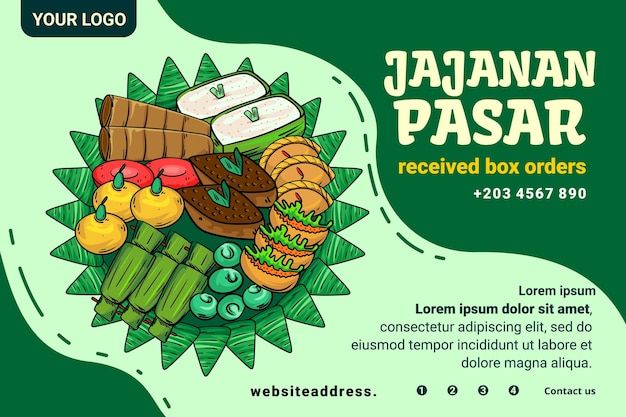 YOUR LOGO
JAJANAN
PASAR
received box orders
+203 4567 890
Lorem ipsum
Lorem ipsum dolor sit amet,
consectetur adipiscing elit, sed do
eiusmod tempor incididunt ut labore
et dolore magna aliqua.
websiteaddress.
1 2 3 4 Contact us